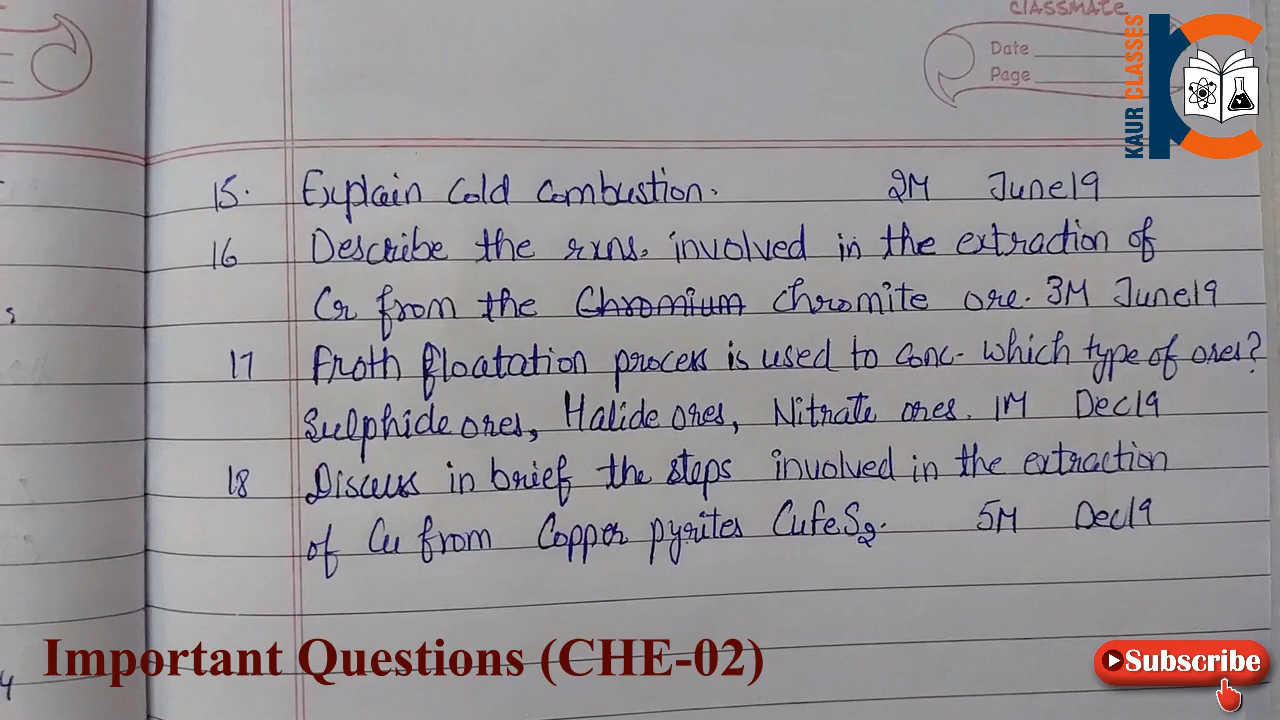 CLASSMATE
Date
Page
KAUR CLASSES
15. Explain Cold Combustion. 2M June19
16 Describe the rxns. involved in the extraction of
Cr from the Chromium chromite ore. 3M June19
17 Froth floatation process is used to conc. which type of ores?
Sulphide ores, Halide ores, Nitrate ores. 1M Dec19
18 Discuss in brief the steps involved in the extraction
of Cu from Copper pyrites CuFeS2. 5M Dec19
Important Questions (CHE-02)
Subscribe